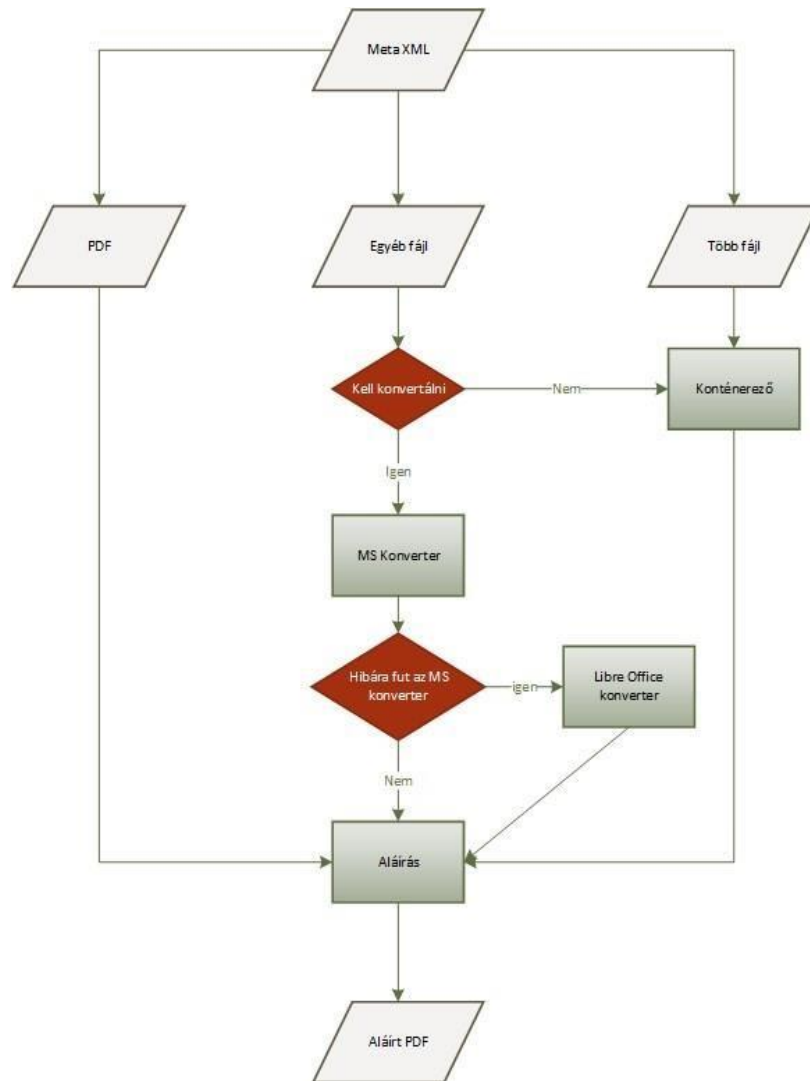 Meta XML
PDF
Egyéb fájl
Több fájl
Kell konvertálni
Nem
Konténerező
Igen
MS Konverter
Hibára fut az MS
konverter
igen
Libre Office
konverter
Nem
Aláírás
Aláírt PDF